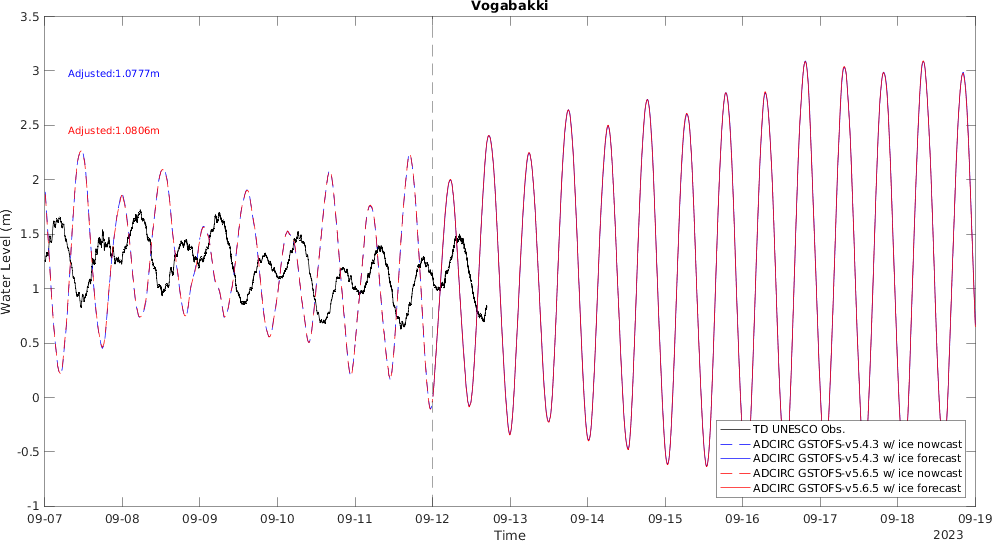 Vogabakki
3.5
3
2.5
2
1.5
1
0.5
0
-0.5
-1
Water Level (m)
Adjusted:1.0777m
Adjusted:1.0806m
TD UNESCO Obs.
ADCIRC GSTOFS-v5.4.3 w/ ice nowcast
ADCIRC GSTOFS-v5.4.3 w/ ice forecast
ADCIRC GSTOFS-v5.6.5 w/ ice nowcast
ADCIRC GSTOFS-v5.6.5 w/ ice forecast
09-07 09-08 09-09 09-10 09-11 09-12 09-13 09-14 09-15 09-16 09-17 09-18 09-19
Time
2023